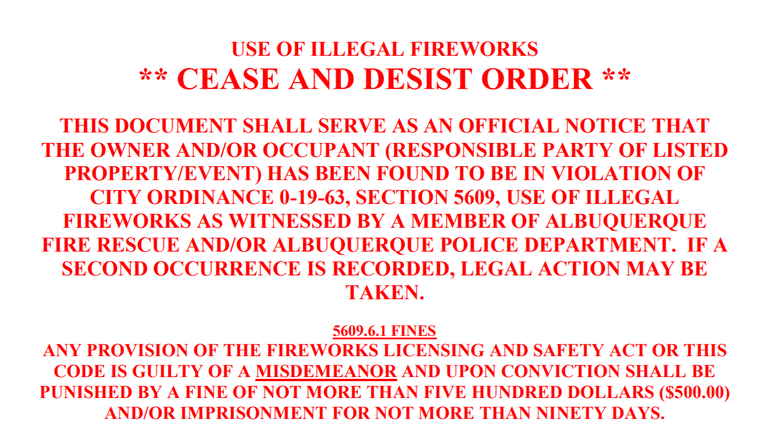 USE OF ILLEGAL FIREWORKS
** CEASE AND DESIST ORDER **
THIS DOCUMENT SHALL SERVE AS AN OFFICIAL NOTICE THAT
THE OWNER AND/OR OCCUPANT (RESPONSIBLE PARTY OF LISTED
PROPERTY/EVENT) HAS BEEN FOUND TO BE IN VIOLATION OF
CITY ORDINANCE 0-19-63, SECTION 5609, USE OF ILLEGAL
FIREWORKS AS WITNESSED BY A MEMBER OF ALBUQUERQUE
FIRE RESCUE AND/OR ALBUQUERQUE POLICE DEPARTMENT.  IF A
SECOND OCCURRENCE IS RECORDED, LEGAL ACTION MAY BE
TAKEN.
5609.6.1 FINES
ANY PROVISION OF THE FIREWORKS LICENSING AND SAFETY ACT OR THIS
CODE IS GUILTY OF A MISDEMEANOR AND UPON CONVICTION SHALL BE
PUNISHED BY A FINE OF NOT MORE THAN FIVE HUNDRED DOLLARS ($500.00)
AND/OR IMPRISONMENT FOR NOT MORE THAN NINETY DAYS.